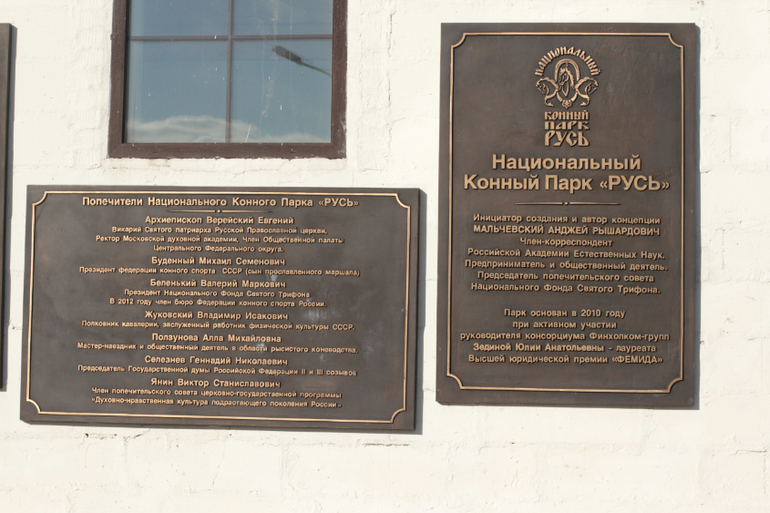 Попечители Национального Конного Парка «РУСЬ»
Архиепископ Верейский Евгений
Викарий Святого патриарха Русской Православной церкви,
Ректор Московской духовной академии, Член Общественной палаты
Центрального Федерального округа.
Буденный Михаил Семенович
Президент федерации конного спорта СССР (сын прославленного маршала)
Беленький Валерий Маркович
Президент Национального Фонда Святого Трифона
В 2012 году член бюро Федерации конного спорта России
Жуковский Владимир Исакович
Полковник кавалерии, заслуженный работник физической культуры СССР.
Ползунова Алла Михайловна
Мастер-наездник и общественный деятель в области рысистого коневодства.
Селезнев Геннадий Николаевич
Председатель Государственной думы Российской Федерации II и III созывов
Янин Виктор Станиславович
Член попечительского совета церковно-государственной программы
«Духовно-нравственная культура подрастающего поколения России».
НАЦИОНАЛЬНЫЙ
КОННЫЙ
ПАРК
РУСЬ
Национальный
Конный Парк «РУСЬ»
Инициатор создания и автор концепции
МАЛЬЧЕВСКИЙ АНДЖЕЙ РЫШАРДОВИЧ
Член-корреспондент
Российской Академии Естественных Наук.
Предприниматель и общественный деятель.
Председатель попечительского совета
Национального Фонда Святого Трифона.
Парк основан в 2010 году
при активном участии
руководителя консорциума Финхолком-групп
Зединой Юлии Анатольевны - лауреата
Высшей юридической премии «ФЕМИДА»